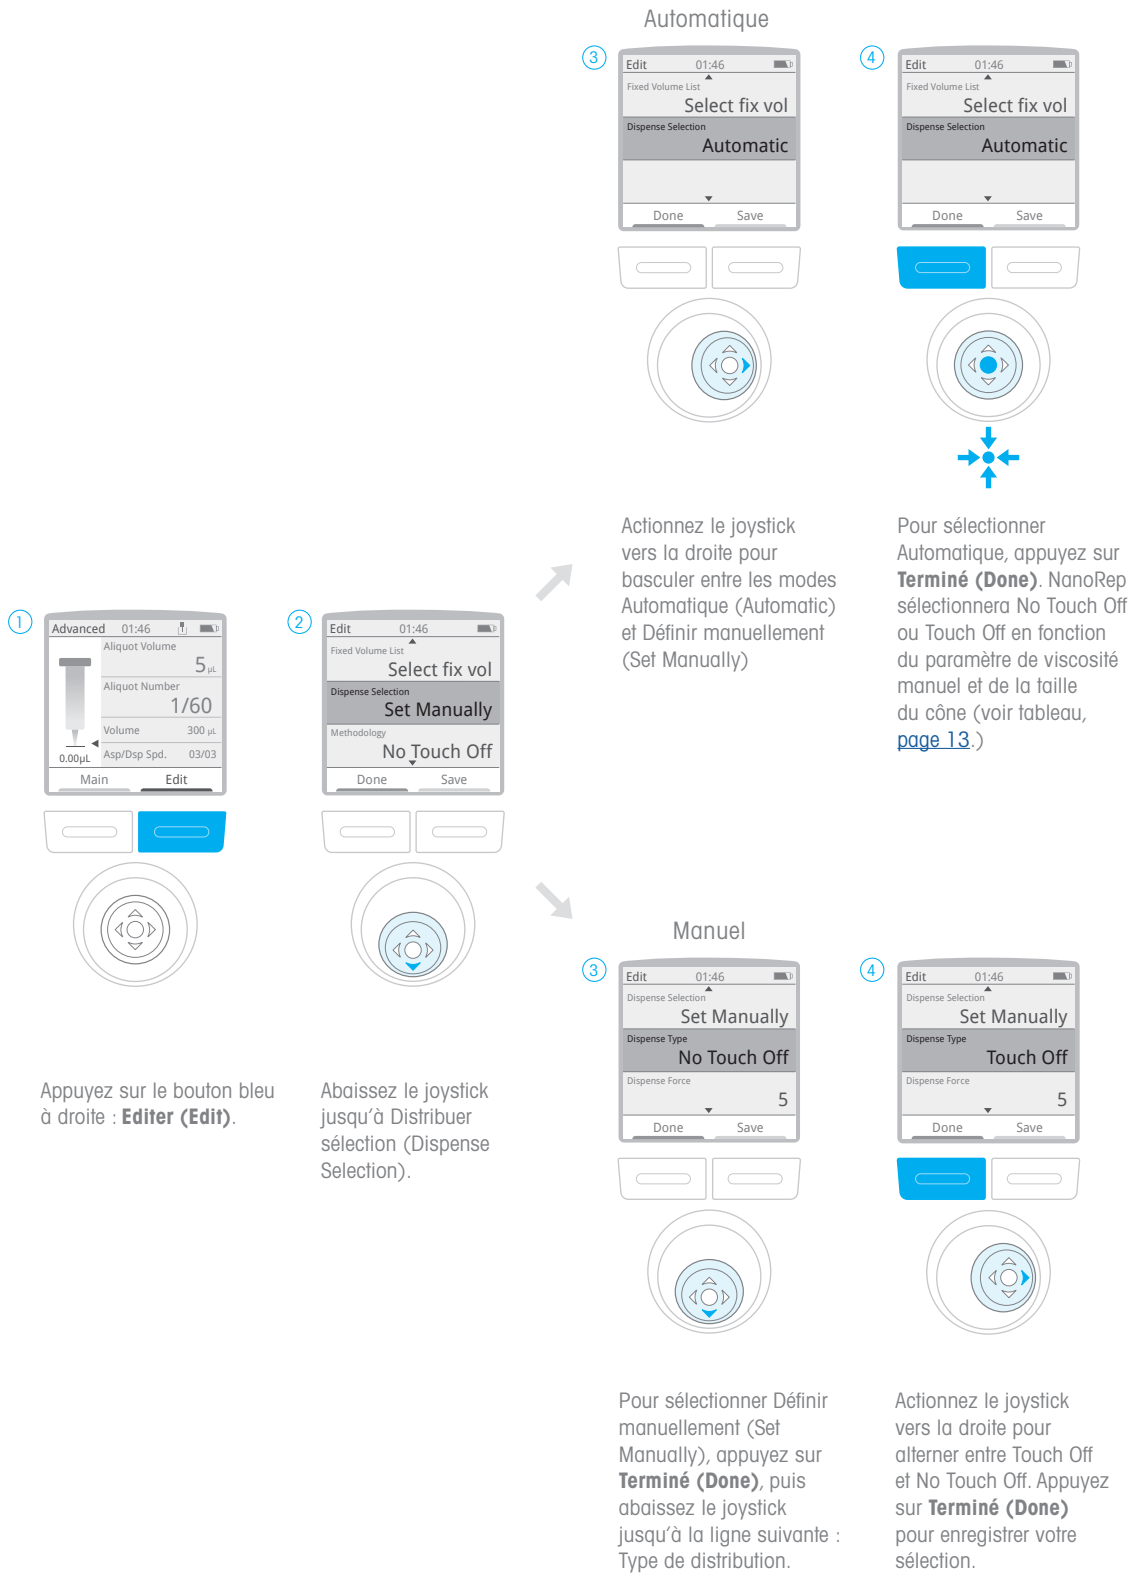 Automatique
3
Edit 01:46
Fixed Volume List
Select fix vol
Dispense Selection
Automatic
Done Save
Actionnez le joystick
vers la droite pour
basculer entre les modes
Automatique (Automatic)
et Définir manuellement
(Set Manually)
4
Edit 01:46
Fixed Volume List
Select fix vol
Dispense Selection
Automatic
Done Save
Pour sélectionner
Automatique, appuyez sur
Terminé (Done). NanoRep
sélectionnera No Touch Off
ou Touch Off en fonction
du paramètre de viscosité
manuel et de la taille
du cône (voir tableau,
page 13.)
1
Advanced 01:46
Aliquot Volume
5 µL
Aliquot Number
1/60
Volume 300 µL
Asp/Dsp Spd. 03/03
0.00µL
Main Edit
Appuyez sur le bouton bleu
à droite : Editer (Edit).
2
Edit 01:46
Fixed Volume List
Select fix vol
Dispense Selection
Set Manually
Methodology
No Touch Off
Done Save
Abaissez le joystick
jusqu'à Distribuer
sélection (Dispense
Selection).
Manuel
3
Edit 01:46
Dispense Selection
Set Manually
Dispense Type
No Touch Off
Dispense Force
5
Done Save
Pour sélectionner Définir
manuellement (Set
Manually), appuyez sur
Terminé (Done), puis
abaissez le joystick
jusqu'à la ligne suivante :
Type de distribution.
4
Edit 01:46
Dispense Selection
Set Manually
Dispense Type
Touch Off
Dispense Force
5
Done Save
Actionnez le joystick
vers la droite pour
alterner entre Touch Off
et No Touch Off. Appuyez
sur Terminé (Done)
pour enregistrer votre
sélection.